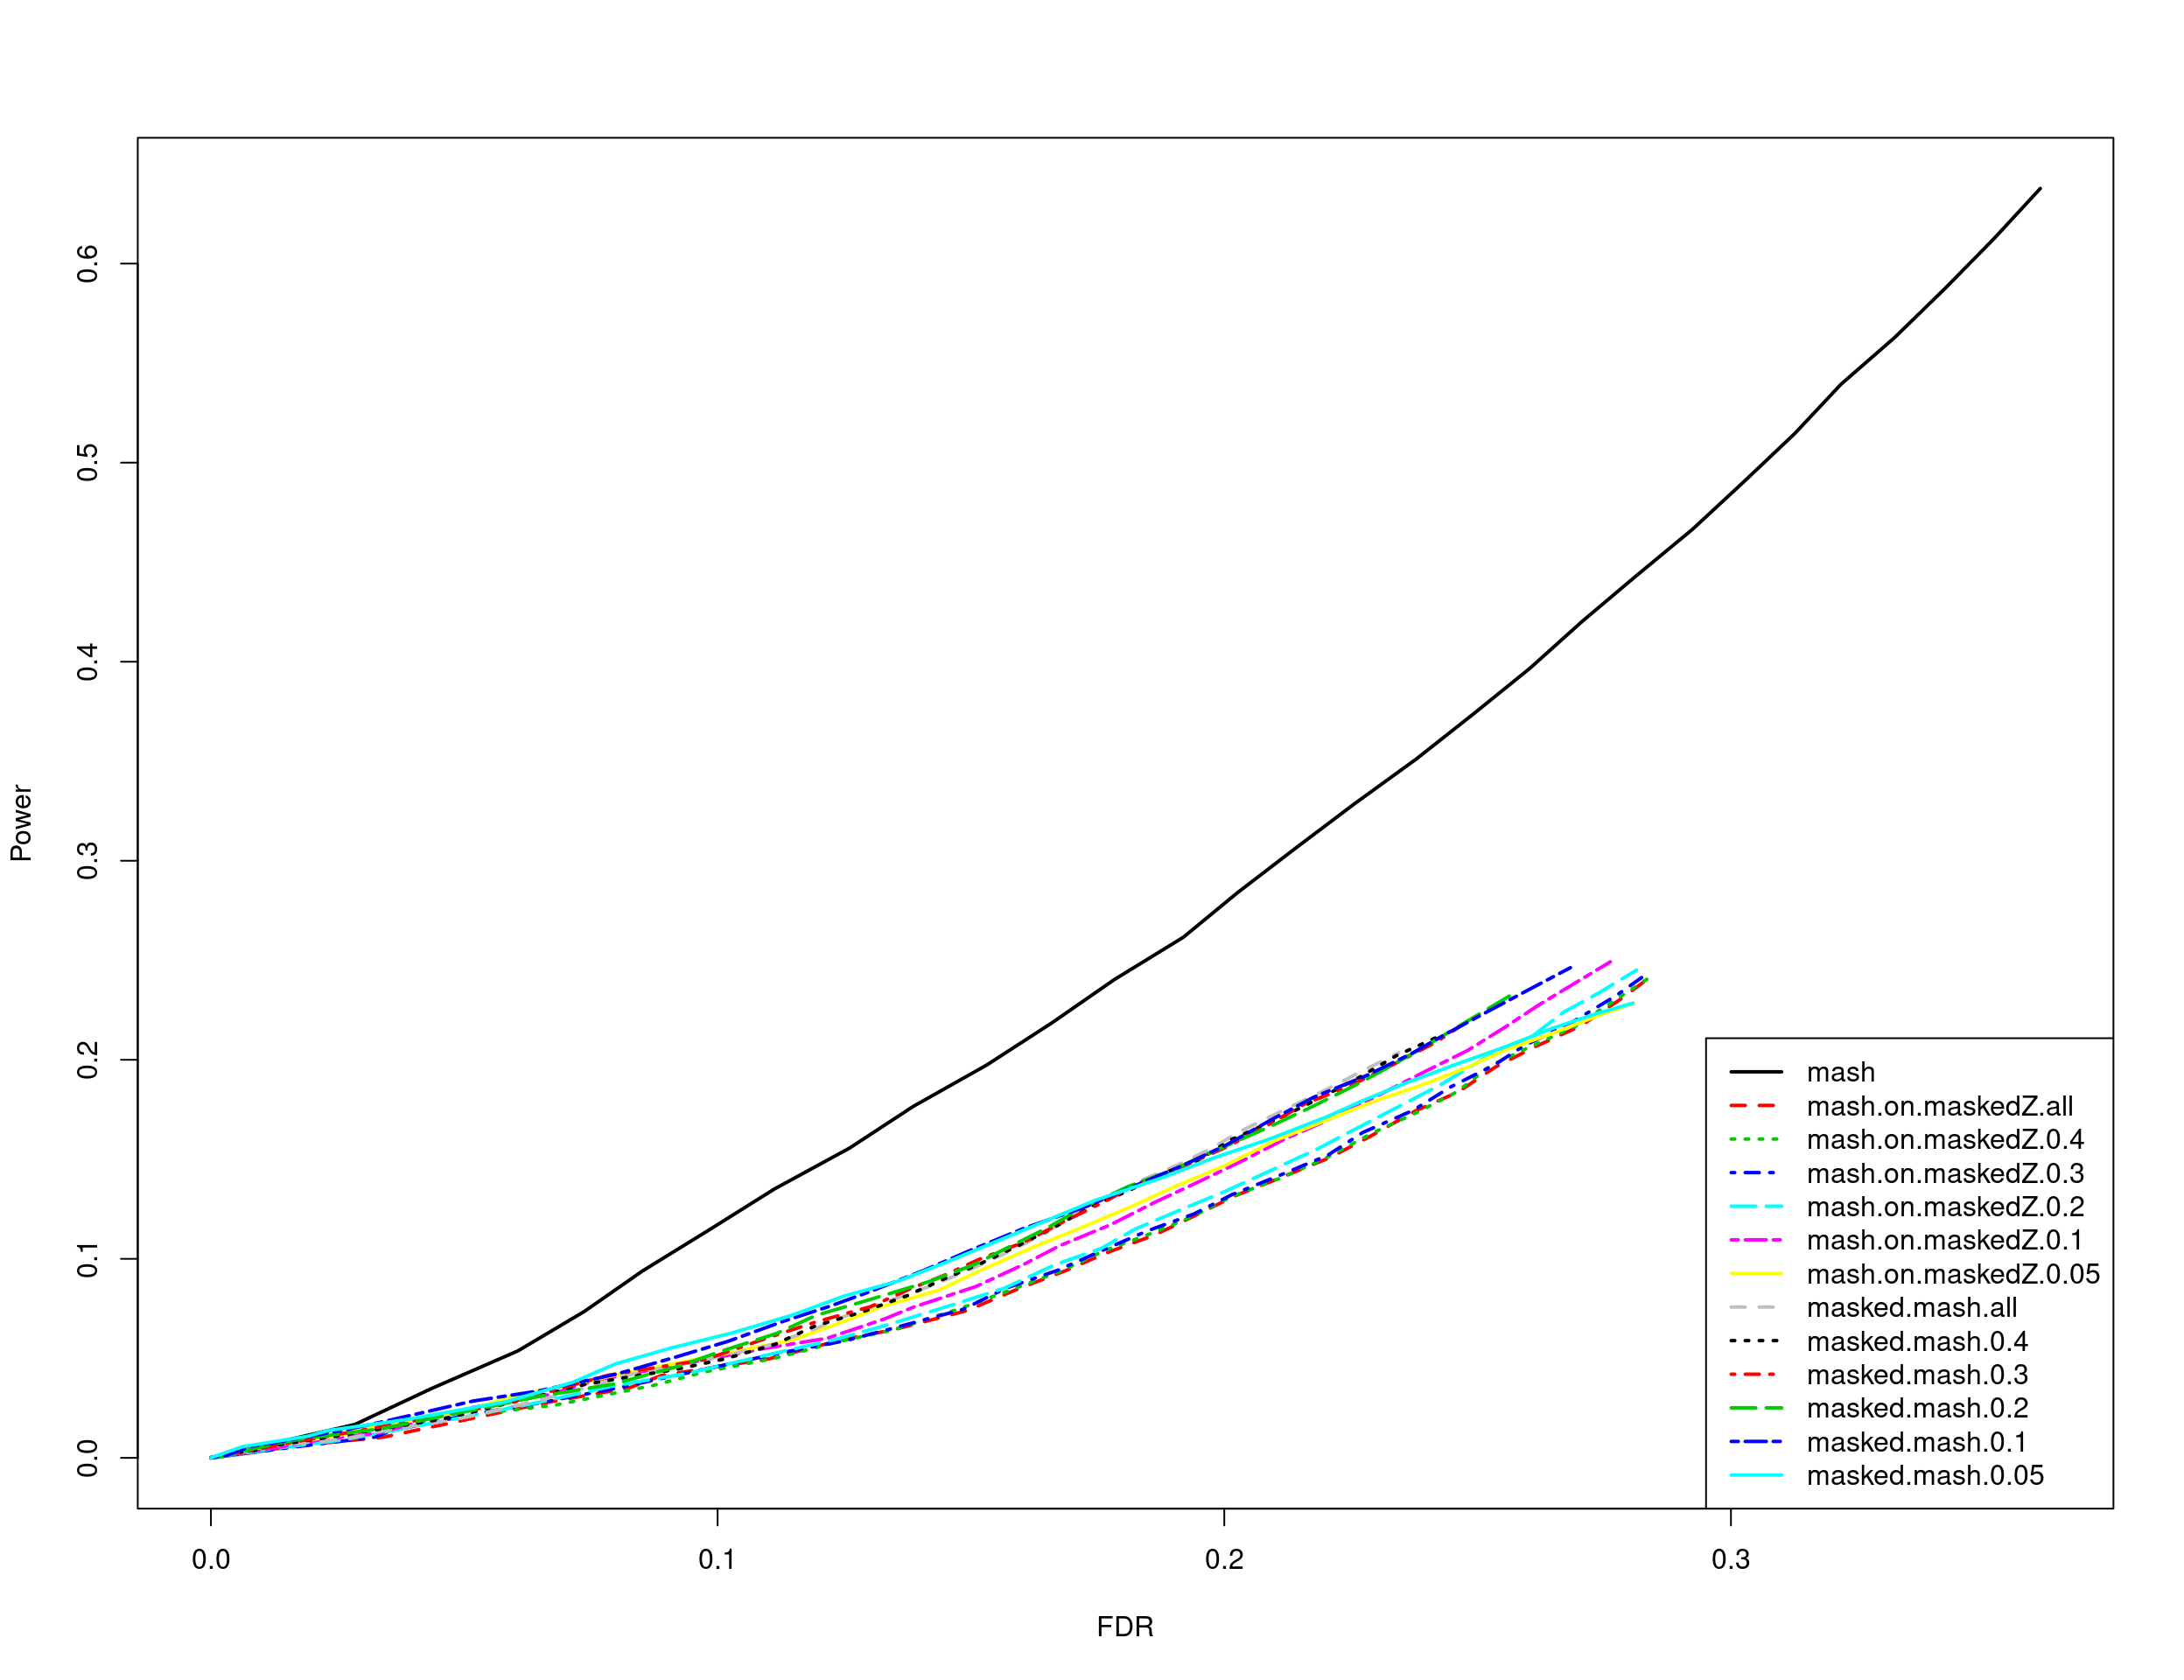 Power
0.6
0.5
0.4
0.3
0.2
0.1
0.0
mash
mash.on.maskedZ.all
mash.on.maskedZ.0.4
mash.on.maskedZ.0.3
mash.on.maskedZ.0.2
mash.on.maskedZ.0.1
mash.on.maskedZ.0.05
masked.mash.all
masked.mash.0.4
masked.mash.0.3
masked.mash.0.2
masked.mash.0.1
masked.mash.0.05
0.0 0.1 0.2 0.3
FDR